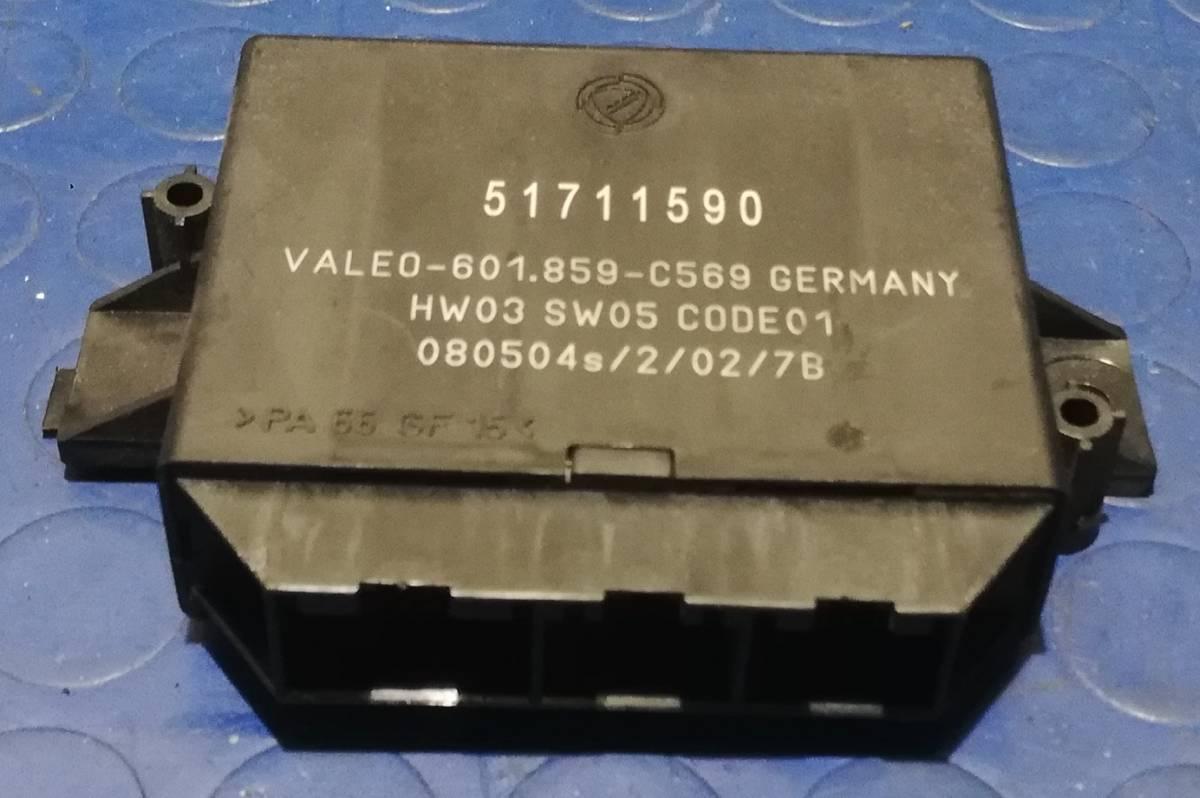 51711590
VALEO-601.859-C569 GERMANY
HW03 SW05 CODE01
080504s/2/02/7B
>PA 66 GF 15<